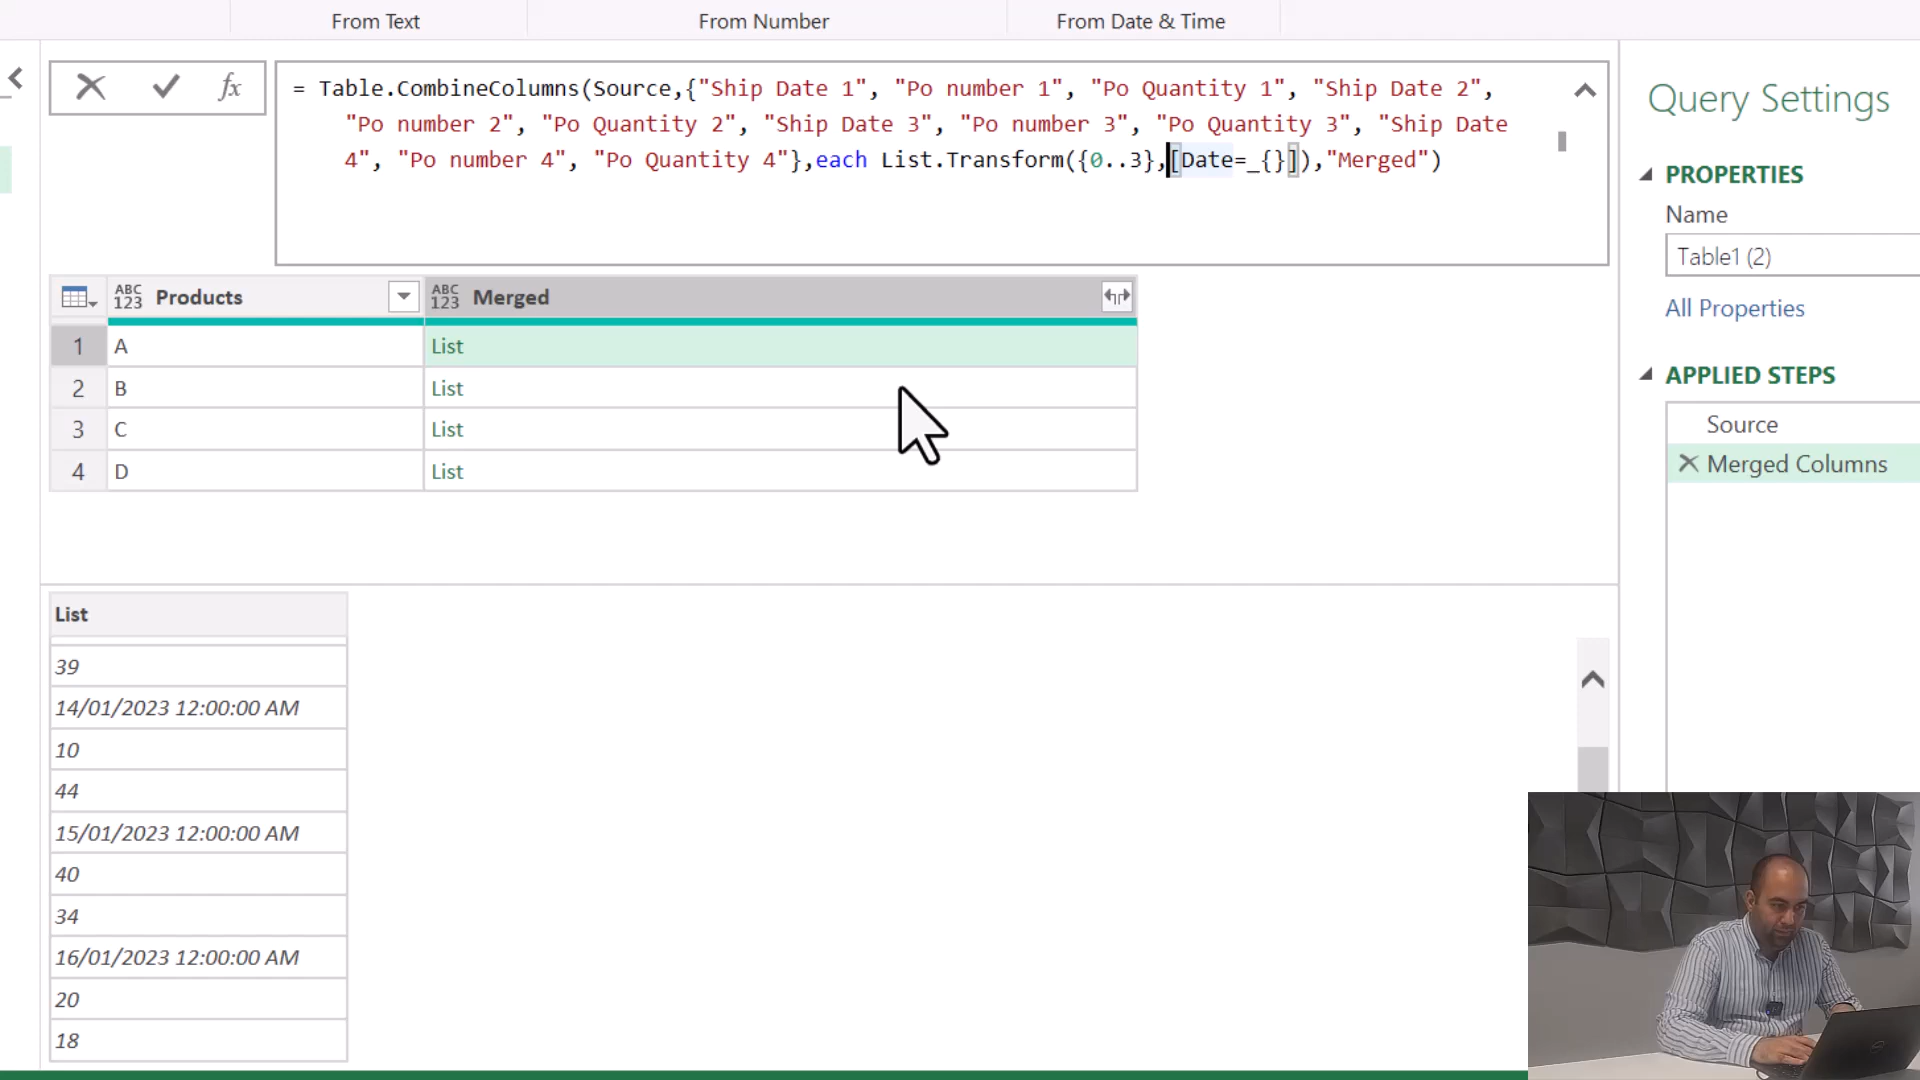 From Text
From Number
From Date & Time
fx
= Table.CombineColumns(Source,{"Ship Date 1", "Po number 1", "Po Quantity 1", "Ship Date 2",
"Po number 2", "Po Quantity 2", "Ship Date 3", "Po number 3", "Po Quantity 3", "Ship Date
4", "Po number 4", "Po Quantity 4"},each List.Transform({0..3},[Date=_{}]),"Merged")
Query Settings
PROPERTIES
Name
Table1 (2)
All Properties
APPLIED STEPS
Source
Merged Columns
ABC 123 Products
ABC 123 Merged
1 A List
2 B List
3 C List
4 D List
List
39
14/01/2023 12:00:00 AM
10
44
15/01/2023 12:00:00 AM
40
34
16/01/2023 12:00:00 AM
20
18